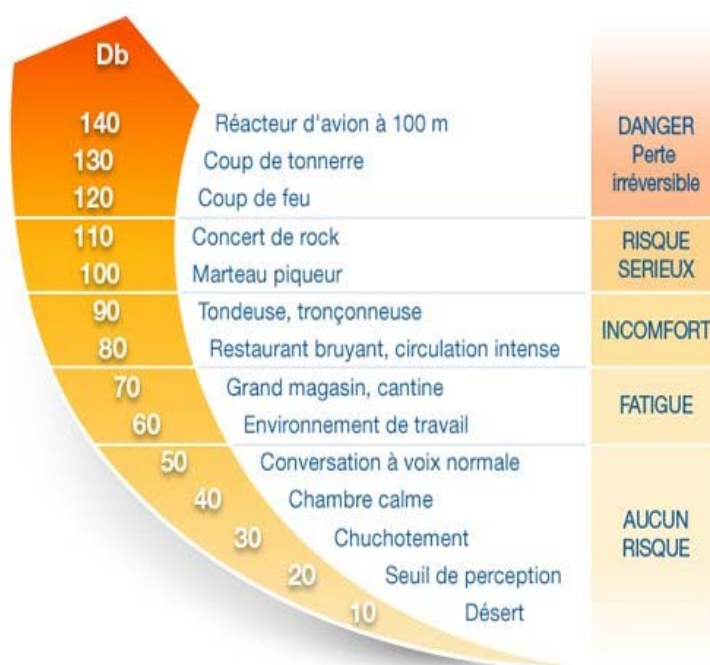 Db
140 Réacteur d'avion à 100 m
130 Coup de tonnerre
120 Coup de feu
DANGER
Perte
irréversible
110 Concert de rock
100 Marteau piqueur
RISQUE
SERIEUX
90 Tondeuse, tronçonneuse
80 Restaurant bruyant, circulation intense
INCOMFORT
70 Grand magasin, cantine
60 Environnement de travail
FATIGUE
50 Conversation à voix normale
40 Chambre calme
30 Chuchotement
20 Seuil de perception
10 Désert
AUCUN
RISQUE